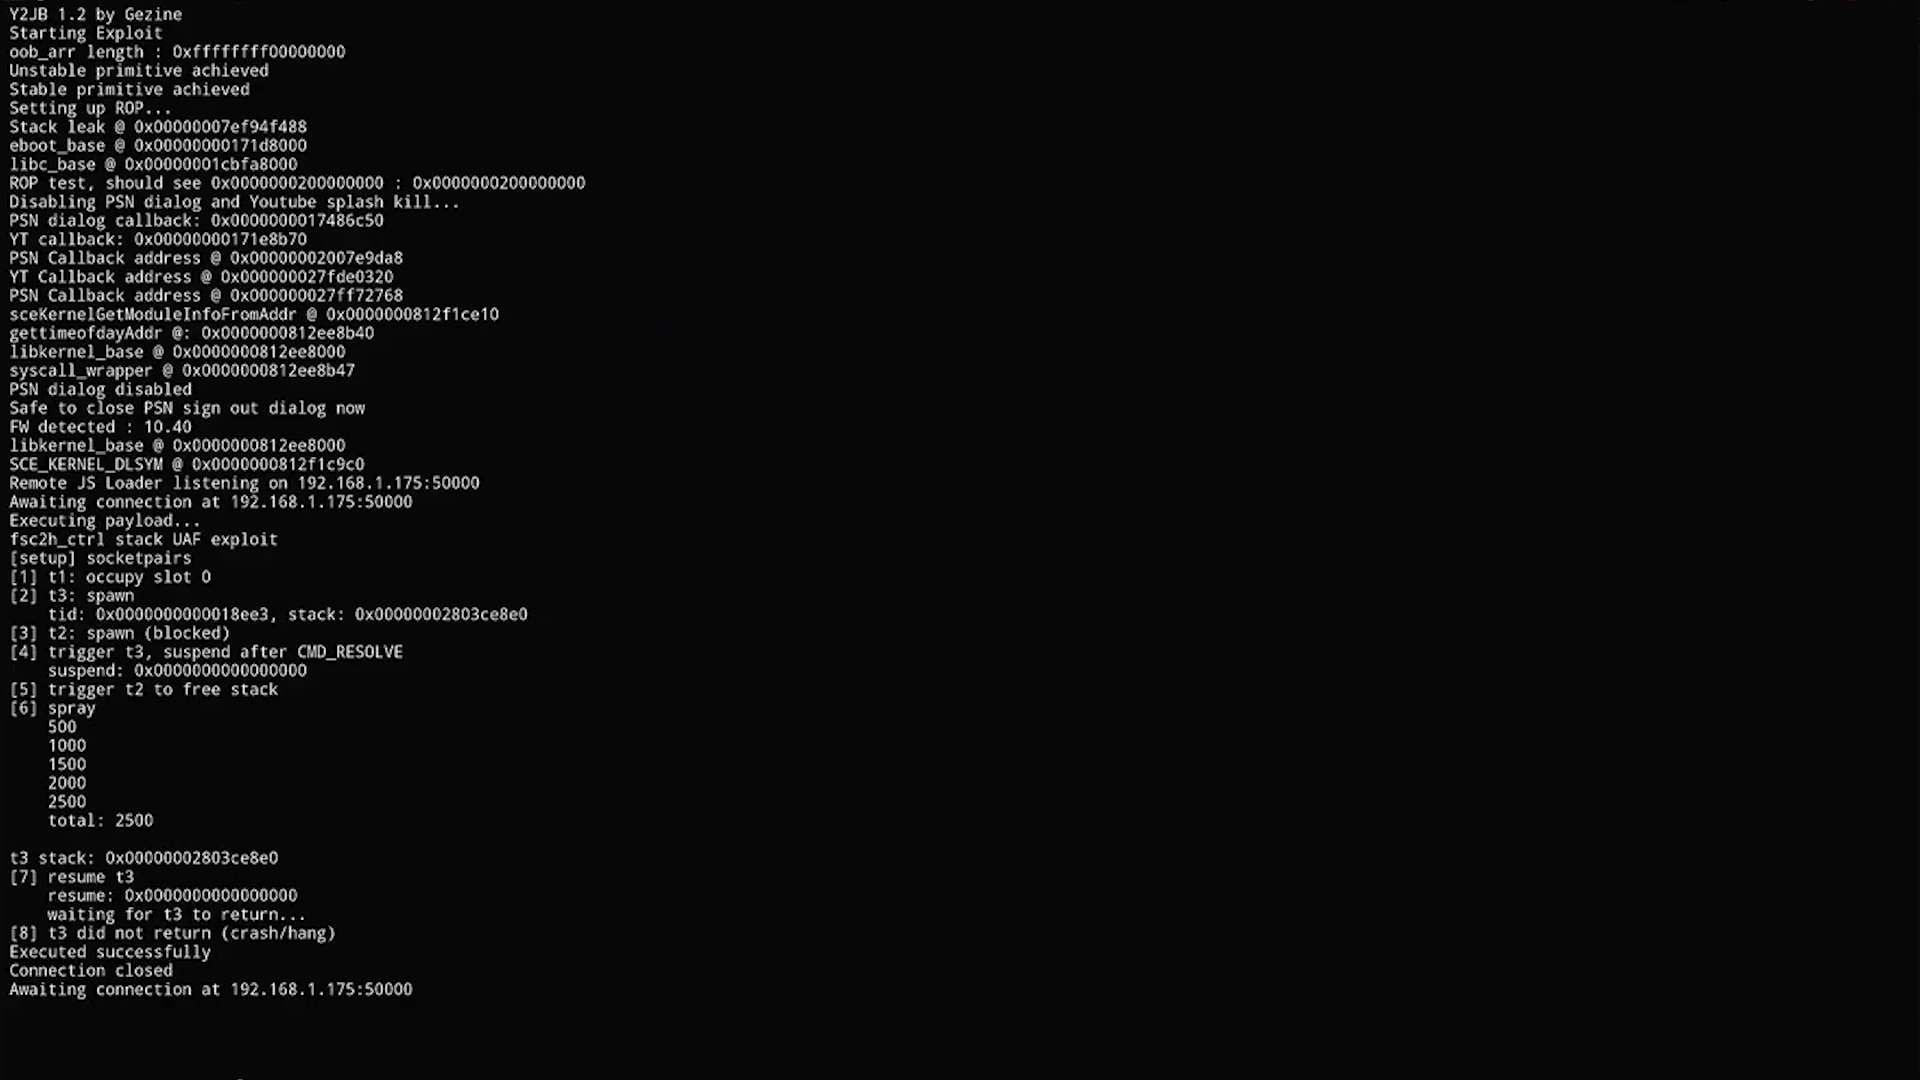 Y2JB 1.2 by Gezine
Starting Exploit
oob_arr length : 0xffffffff00000000
Unstable primitive achieved
Stable primitive achieved
Setting up ROP...
Stack leak @ 0x00000007ef94f488
eboot_base @ 0x00000000171d8000
libc_base @ 0x00000001cbfa8000
ROP test, should see 0x0000000200000000 : 0x0000000200000000
Disabling PSN dialog and Youtube splash kill...
PSN dialog callback: 0x0000000017486c50
YT callback: 0x00000000171e8b70
PSN Callback address @ 0x00000002007e9da8
YT Callback address @ 0x000000027fde0320
PSN Callback address @ 0x000000027ff72768
sceKernelGetModuleInfoFromAddr @ 0x0000000812f1ce10
gettimeofdayAddr @: 0x0000000812ee8b40
libkernel_base @ 0x0000000812ee8000
syscall_wrapper @ 0x0000000812ee8b47
PSN dialog disabled
Safe to close PSN sign out dialog now
FW detected : 10.40
libkernel_base @ 0x0000000812ee8000
SCE_KERNEL_DLSYM @ 0x0000000812f1c9c0
Remote JS Loader listening on 192.168.1.175:50000
Awaiting connection at 192.168.1.175:50000
Executing payload...
fsc2h_ctrl stack UAF exploit
[setup] socketpairs
[1] t1: occupy slot 0
[2] t3: spawn
tid: 0x0000000000018ee3, stack: 0x00000002803ce8e0
[3] t2: spawn (blocked)
[4] trigger t3, suspend after CMD_RESOLVE
suspend: 0x0000000000000000
[5] trigger t2 to free stack
[6] spray
500
1000
1500
2000
2500
total: 2500
t3 stack: 0x00000002803ce8e0
[7] resume t3
resume: 0x0000000000000000
waiting for t3 to return...
[8] t3 did not return (crash/hang)
Executed successfully
Connection closed
Awaiting connection at 192.168.1.175:50000